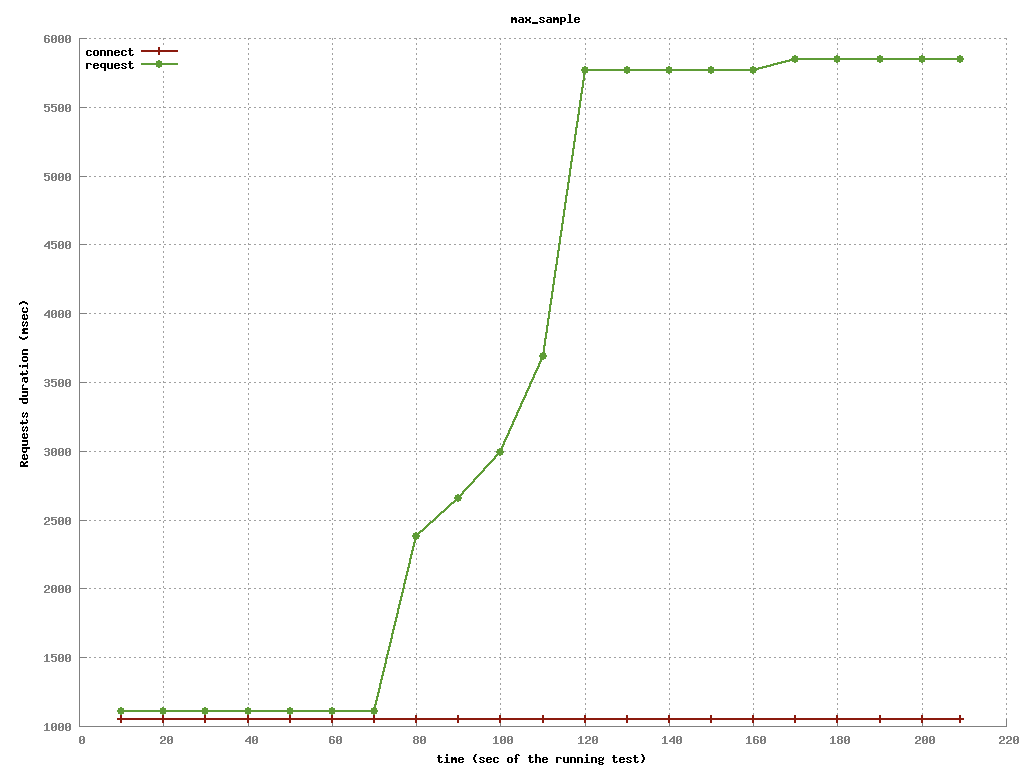 max_sample
6000
connect
request
5500
5000
4500
4000
3500
3000
2500
2000
1500
1000
Requests duration (msec)
0 20 40 60 80 100 120 140 160 180 200 220
time (sec of the running test)